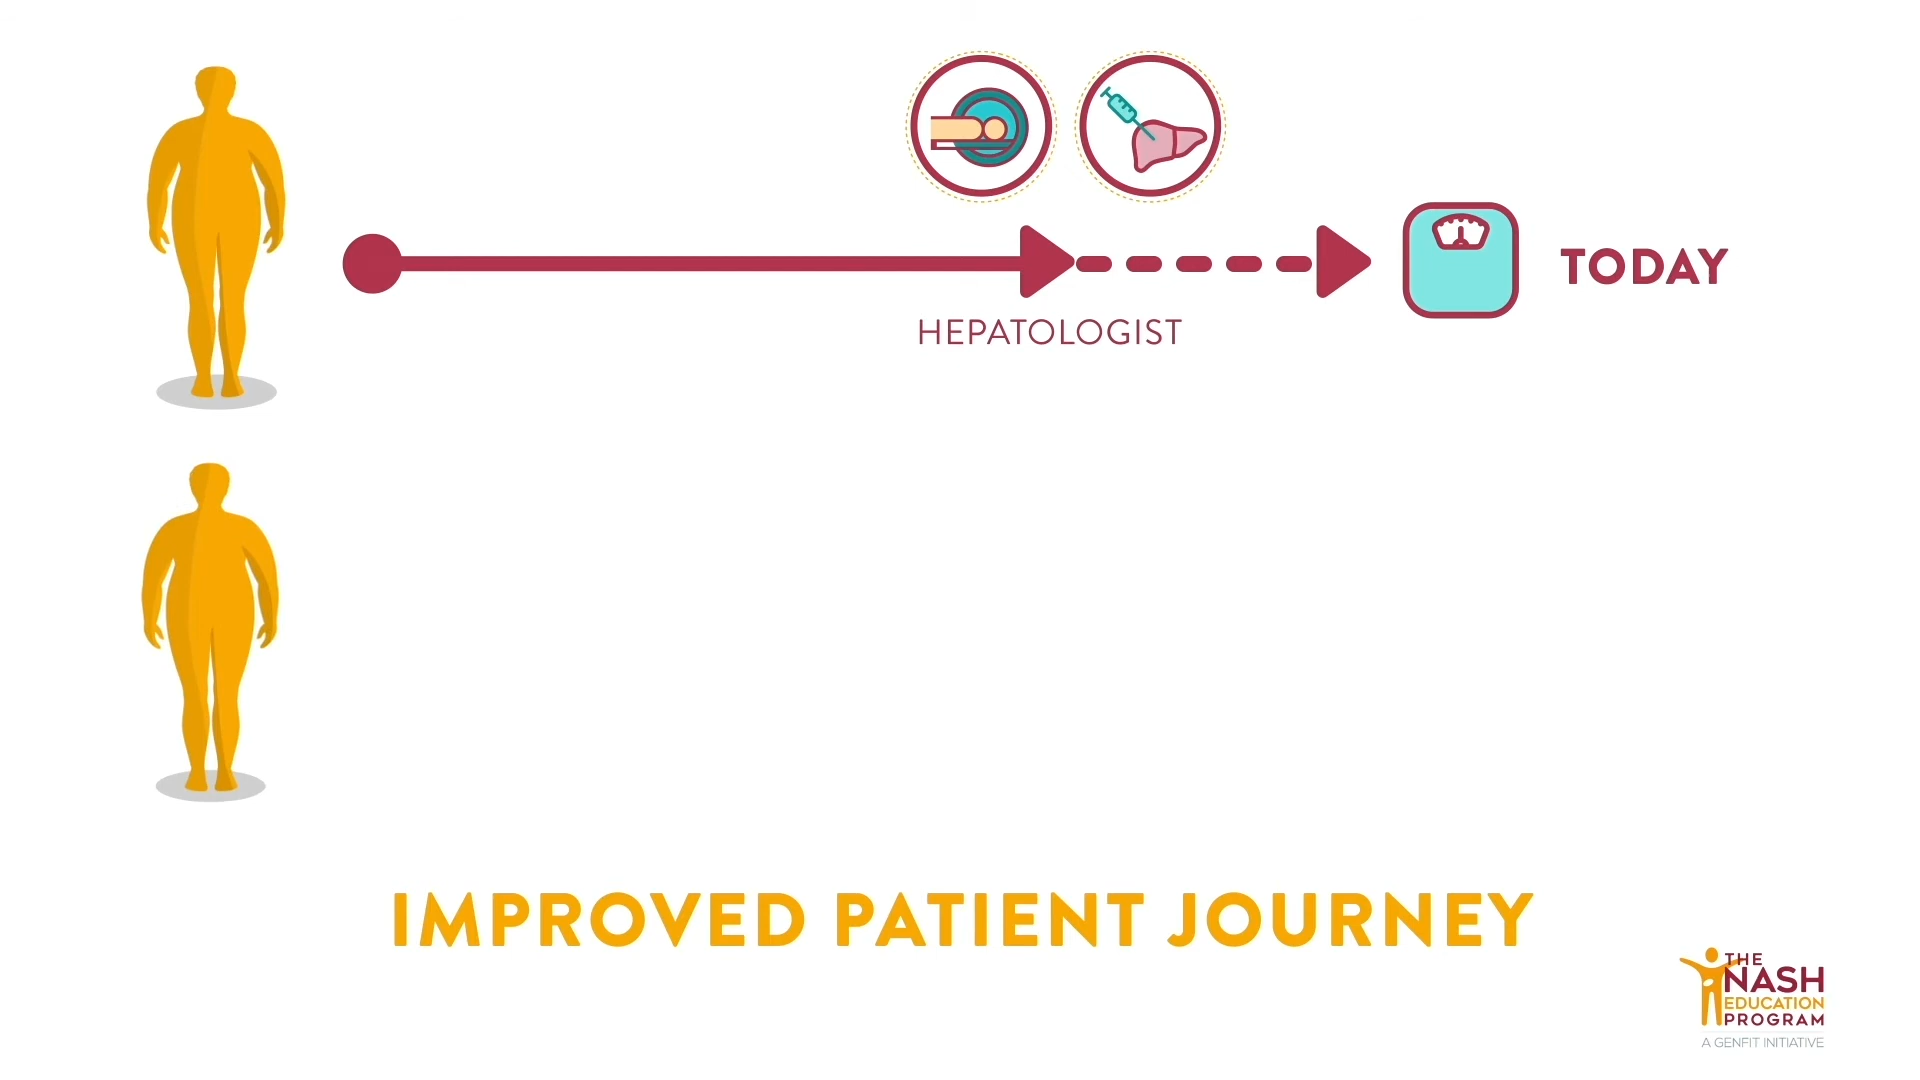 TODAY
HEPATOLOGIST
IMPROVED PATIENT JOURNEY
THE
NASH
EDUCATION
PROGRAM
A GENFIT INITIATIVE